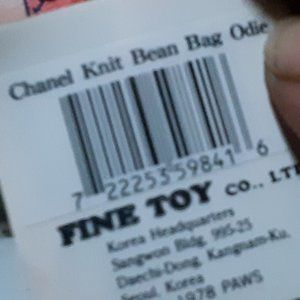 Chanel Knit Bean Bag Odie
7 22253 59841 6
FINE TOY CO., LT
Korea Headquarters
Sangwon Bldg. 995-25
Daechi-Dong, Kangnam-Ku,
Seoul, Korea
1978 PAWS